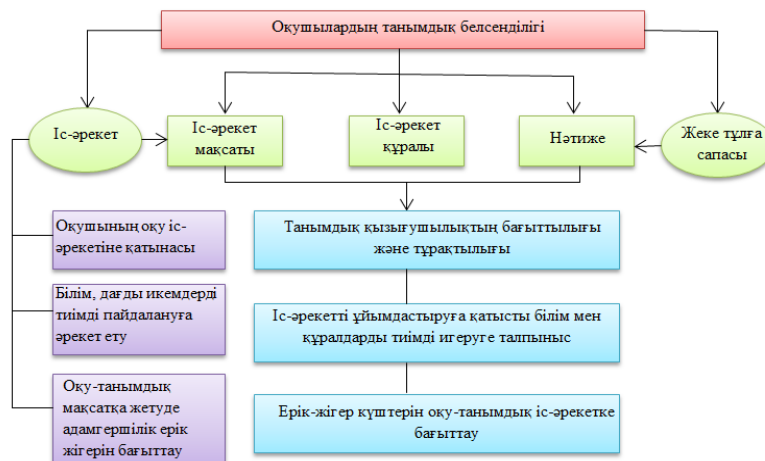 Оқушылардың танымдық белсенділігі
Іс-әрекет
Іс-әрекет
мақсаты
Іс-әрекет
құралы
Нәтиже
Жеке тұлға
сапасы
Оқушының оқу іс-
әрекетіне қатынасы
Білім, дағды икемдерді
тиімді пайдалануға
әрекет ету
Оқу-танымдық
мақсатқа жетуде
адамгершілік ерік
жігерін бағыттау
Танымдық қызығушылықтың бағыттылығы
және тұрақтылығы
Іс-әрекетті ұйымдастыруға қатысты білім мен
құралдарды тиімді игеруге талпыныс
Ерік-жігер күштерін оқу-танымдық іс-әрекетке
бағыттау